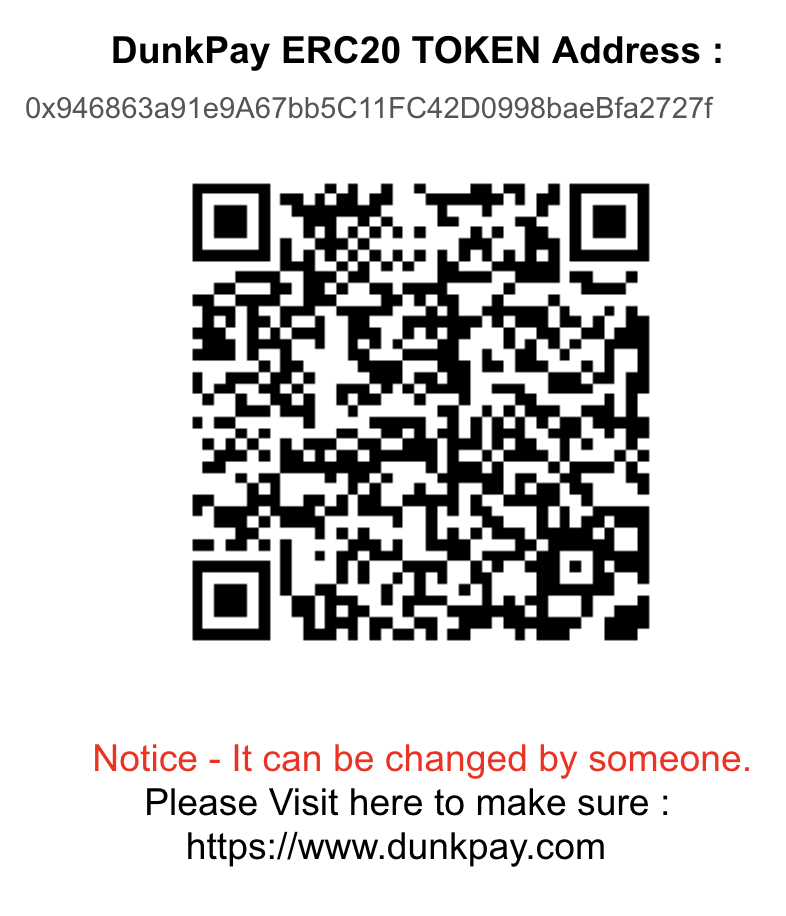 DunkPay ERC20 TOKEN Address :
0x946863a91e9A67bb5C11FC42D0998baeBfa2727f
Notice - It can be changed by someone.
Please Visit here to make sure :
https://www.dunkpay.com